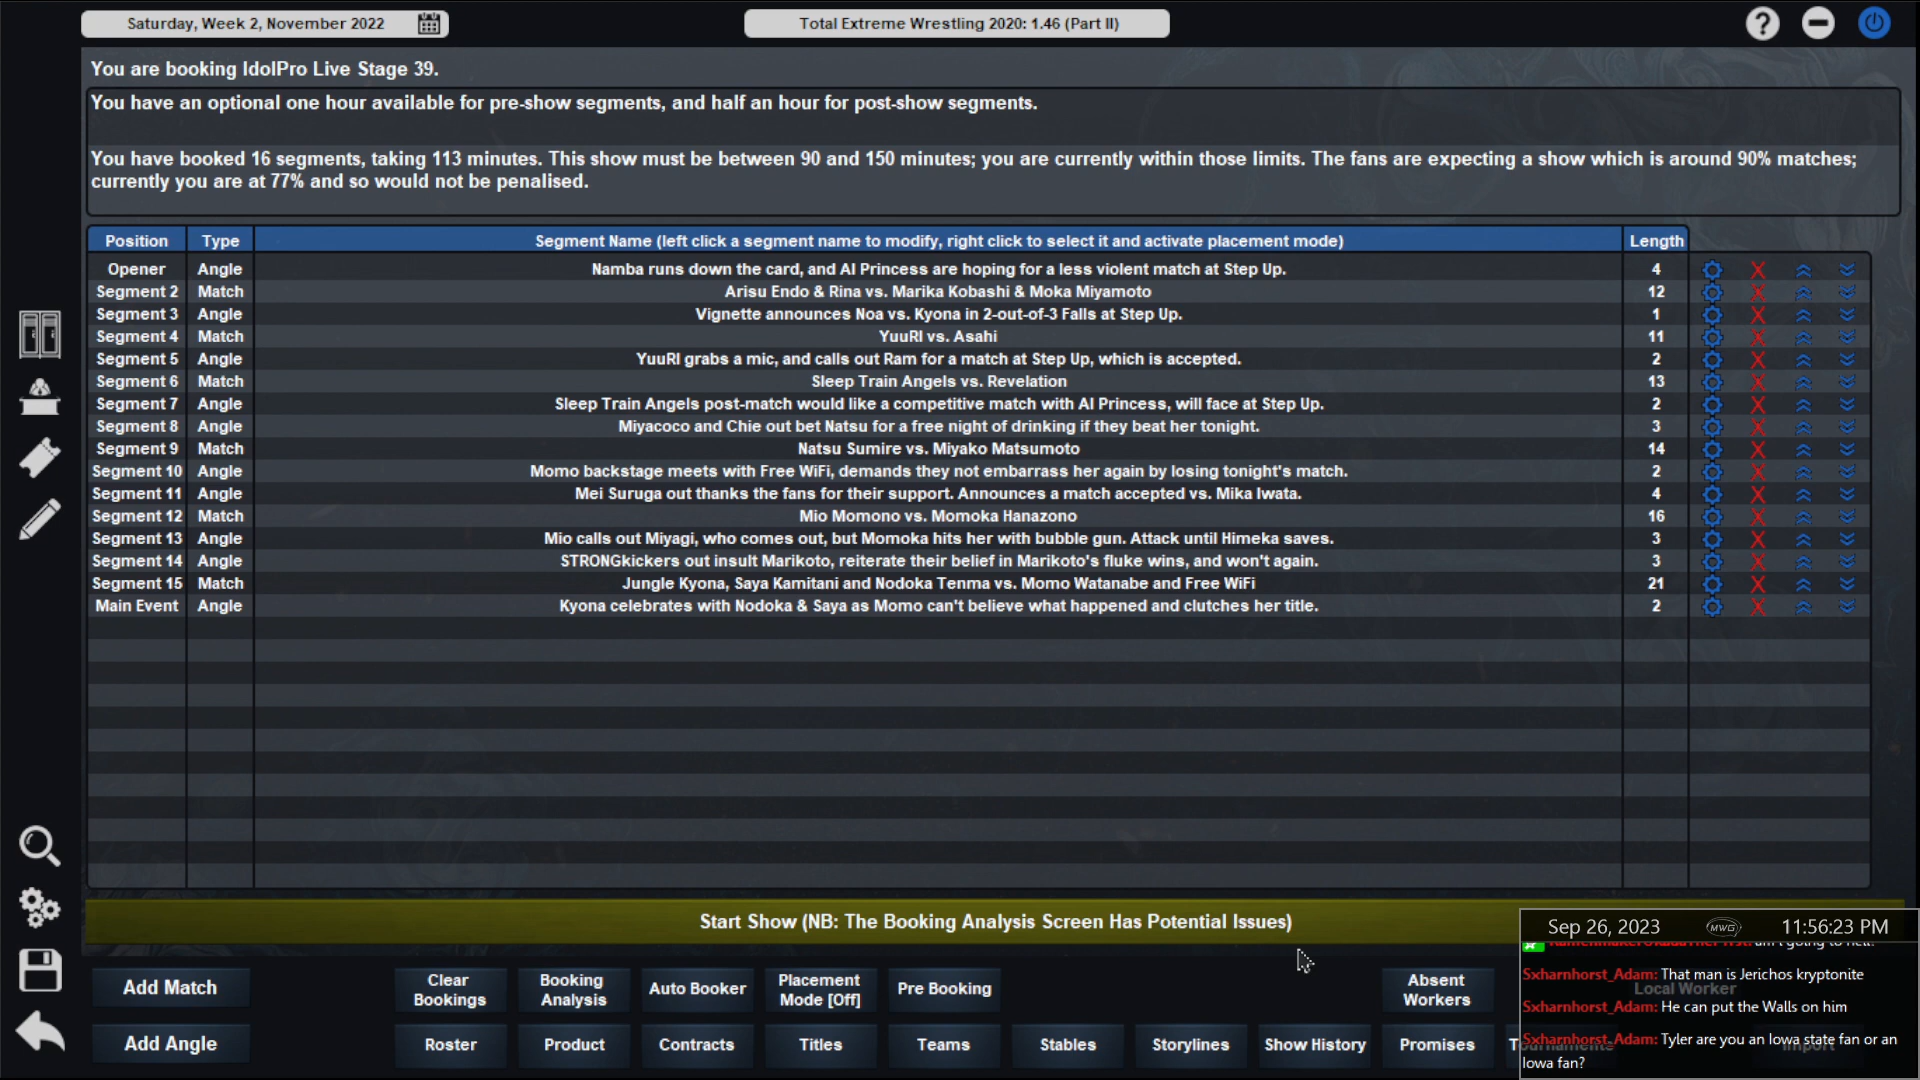 Saturday, Week 2, November 2022
Total Extreme Wrestling 2020: 1.46 (Part II)
You are booking IdolPro Live Stage 39.
You have an optional one hour available for pre-show segments, and half an hour for post-show segments.
You have booked 16 segments, taking 113 minutes. This show must be between 90 and 150 minutes; you are currently within those limits. The fans are expecting a show which is around 90% matches;
currently you are at 77% and so would not be penalised.
Position Type Segment Name (left click a segment name to modify, right click to select it and activate placement mode) Length
Opener Angle Namba runs down the card, and AI Princess are hoping for a less violent match at Step Up. 4
Segment 2 Match Arisu Endo & Rina vs. Marika Kobashi & Moka Miyamoto 12
Segment 3 Angle Vignette announces Noa vs. Kyona in 2-out-of-3 Falls at Step Up. 1
Segment 4 Match YuuRI vs. Asahi 11
Segment 5 Angle YuuRI grabs a mic, and calls out Ram for a match at Step Up, which is accepted. 2
Segment 6 Match Sleep Train Angels vs. Revelation 13
Segment 7 Angle Sleep Train Angels post-match would like a competitive match with AI Princess, will face at Step Up. 2
Segment 8 Angle Miyacoco and Chie out bet Natsu for a free night of drinking if they beat her tonight. 3
Segment 9 Match Natsu Sumire vs. Miyako Matsumoto 14
Segment 10 Angle Momo backstage meets with Free WiFi, demands they not embarrass her again by losing tonight's match. 2
Segment 11 Angle Mei Suruga out thanks the fans for their support. Announces a match accepted vs. Mika Iwata. 4
Segment 12 Match Mio Momono vs. Momoka Hanazono 16
Segment 13 Angle Mio calls out Miyagi, who comes out, but Momoka hits her with bubble gun. Attack until Himeka saves. 3
Segment 14 Angle STRONGkickers out insult Marikoto, reiterate their belief in Marikoto's fluke wins, and won't again. 3
Segment 15 Match Jungle Kyona, Saya Kamitani and Nodoka Tenma vs. Momo Watanabe and Free WiFi 21
Main Event Angle Kyona celebrates with Nodoka & Saya as Momo can't believe what happened and clutches her title. 2
Start Show (NB: The Booking Analysis Screen Has Potential Issues)
Sep 26, 2023 MWG 11:56:23 PM
Sxharnhorst_Adam: That man is Jerichos kryptonite
Local Worker
Sxharnhorst_Adam: He can put the Walls on him
Sxharnhorst_Adam: Tyler are you an Iowa state fan or an
Iowa fan?
Add Match
Clear
Bookings
Booking
Analysis
Auto Booker
Placement
Mode [Off]
Pre Booking
Absent
Workers
Add Angle
Roster
Product
Contracts
Titles
Teams
Stables
Storylines
Show History
Promises
Import